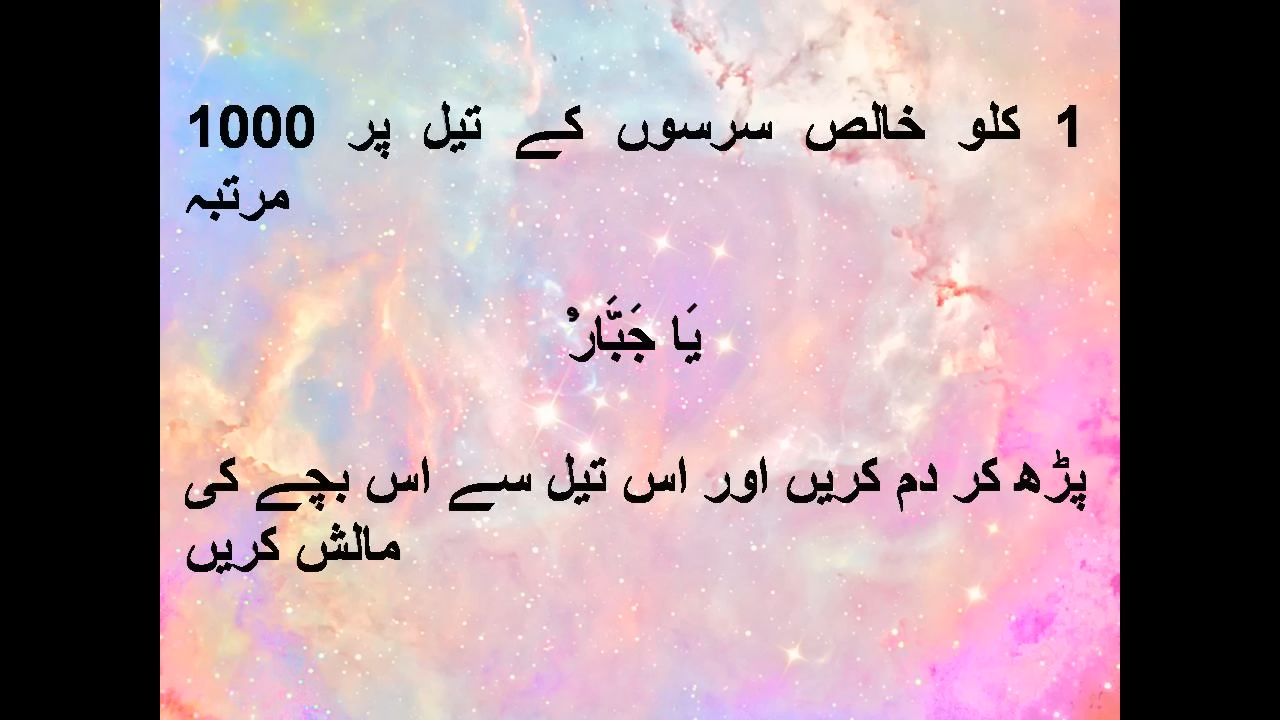 1 کلو خالص سرسوں کے تیل پر 1000
مرتبہ
يَا جَبَّارُ
پڑھ کر دم کریں اور اس تیل سے اس بچے کی
مالش کریں